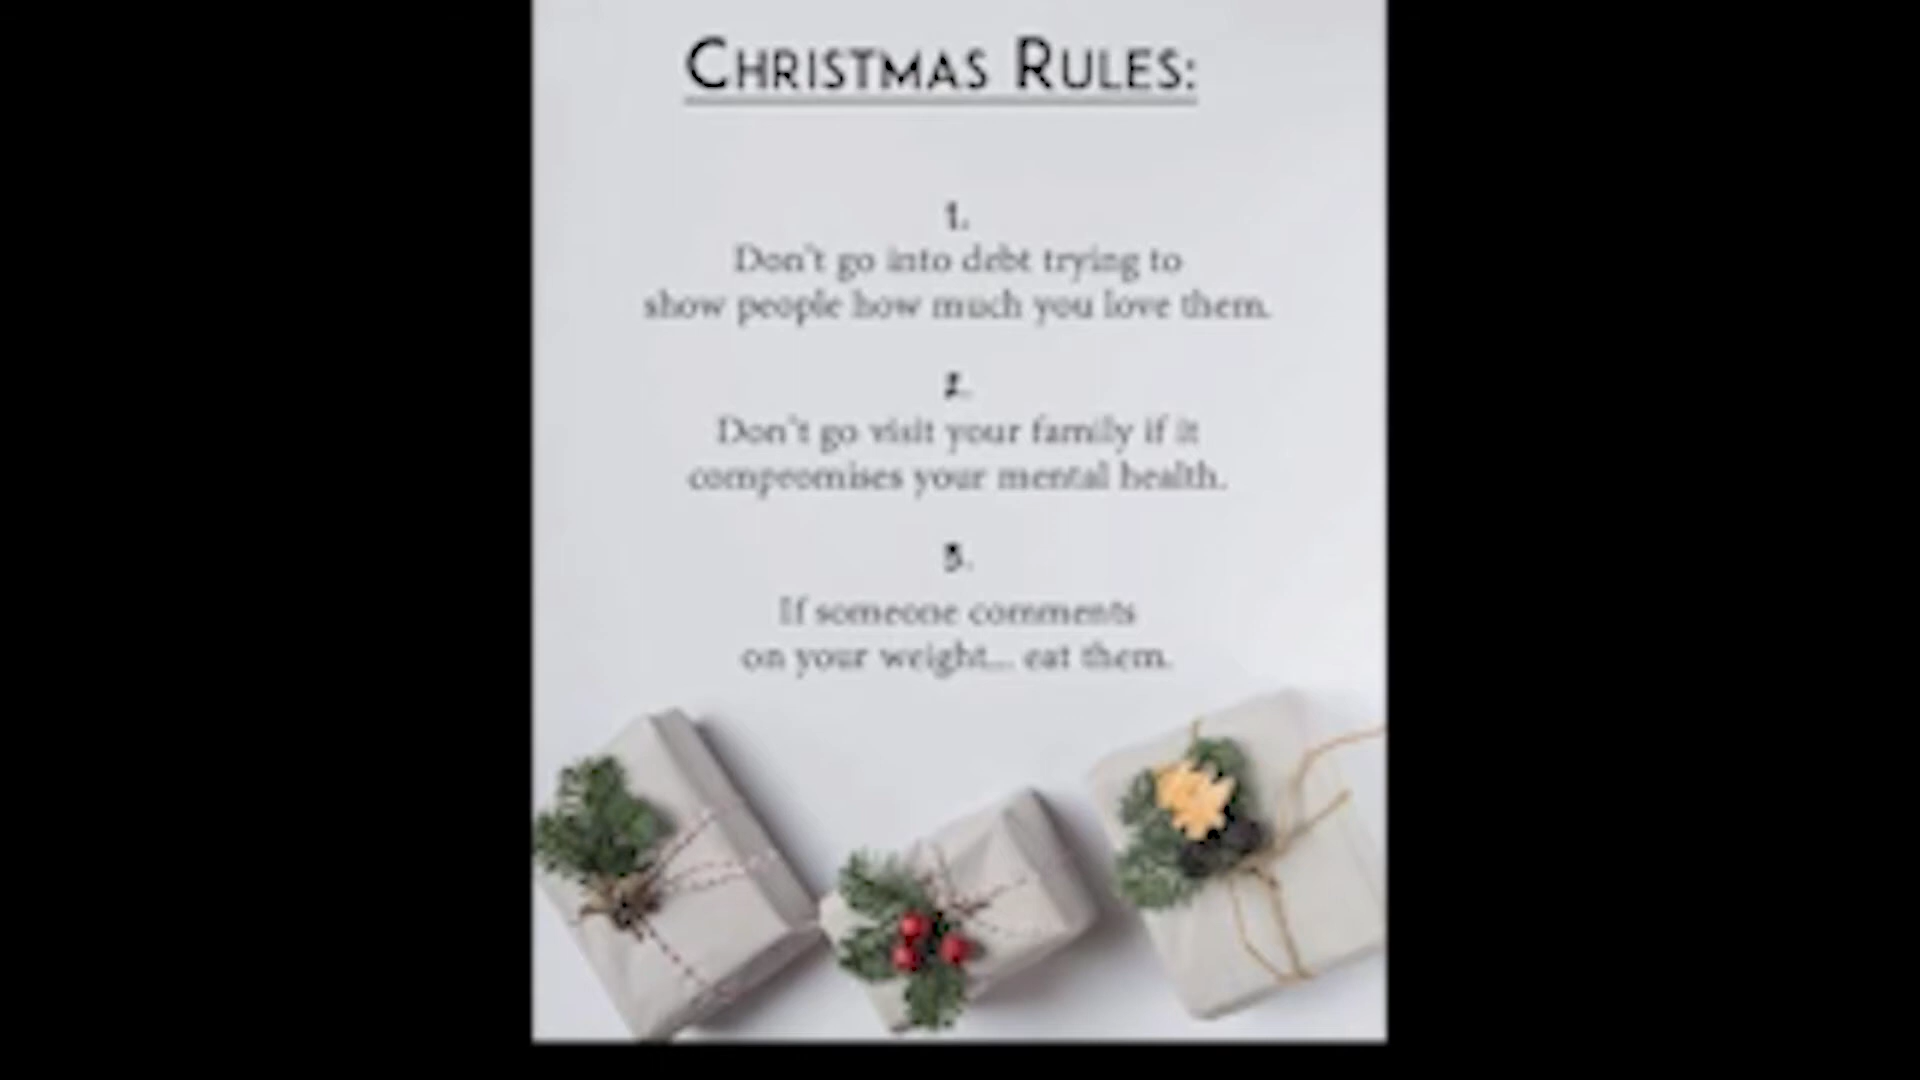 CHRISTMAS RULES:
1.
Don't go into debt trying to
show people how much you love them.
2.
Don't go visit your family if it
compromises your mental health.
3.
If someone comments
on your weight... eat them.